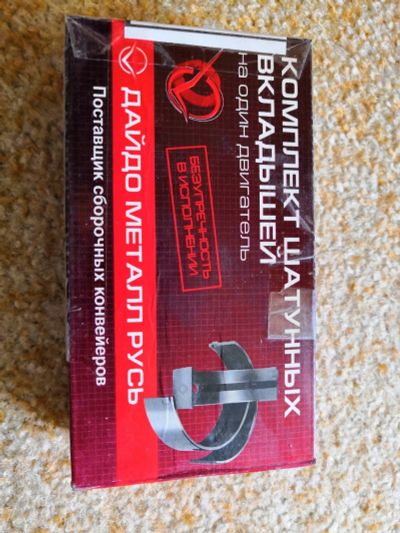 КОМПЛЕКТ ШАТУННЫХ
ВКЛАДЫШЕЙ
на один двигатель
БЕЗУПРЕЧНОСТЬ
В ИСПОЛНЕНИИ
ДАЙДО МЕТАЛЛ РУСЬ
Поставщик сборочных конвейеров